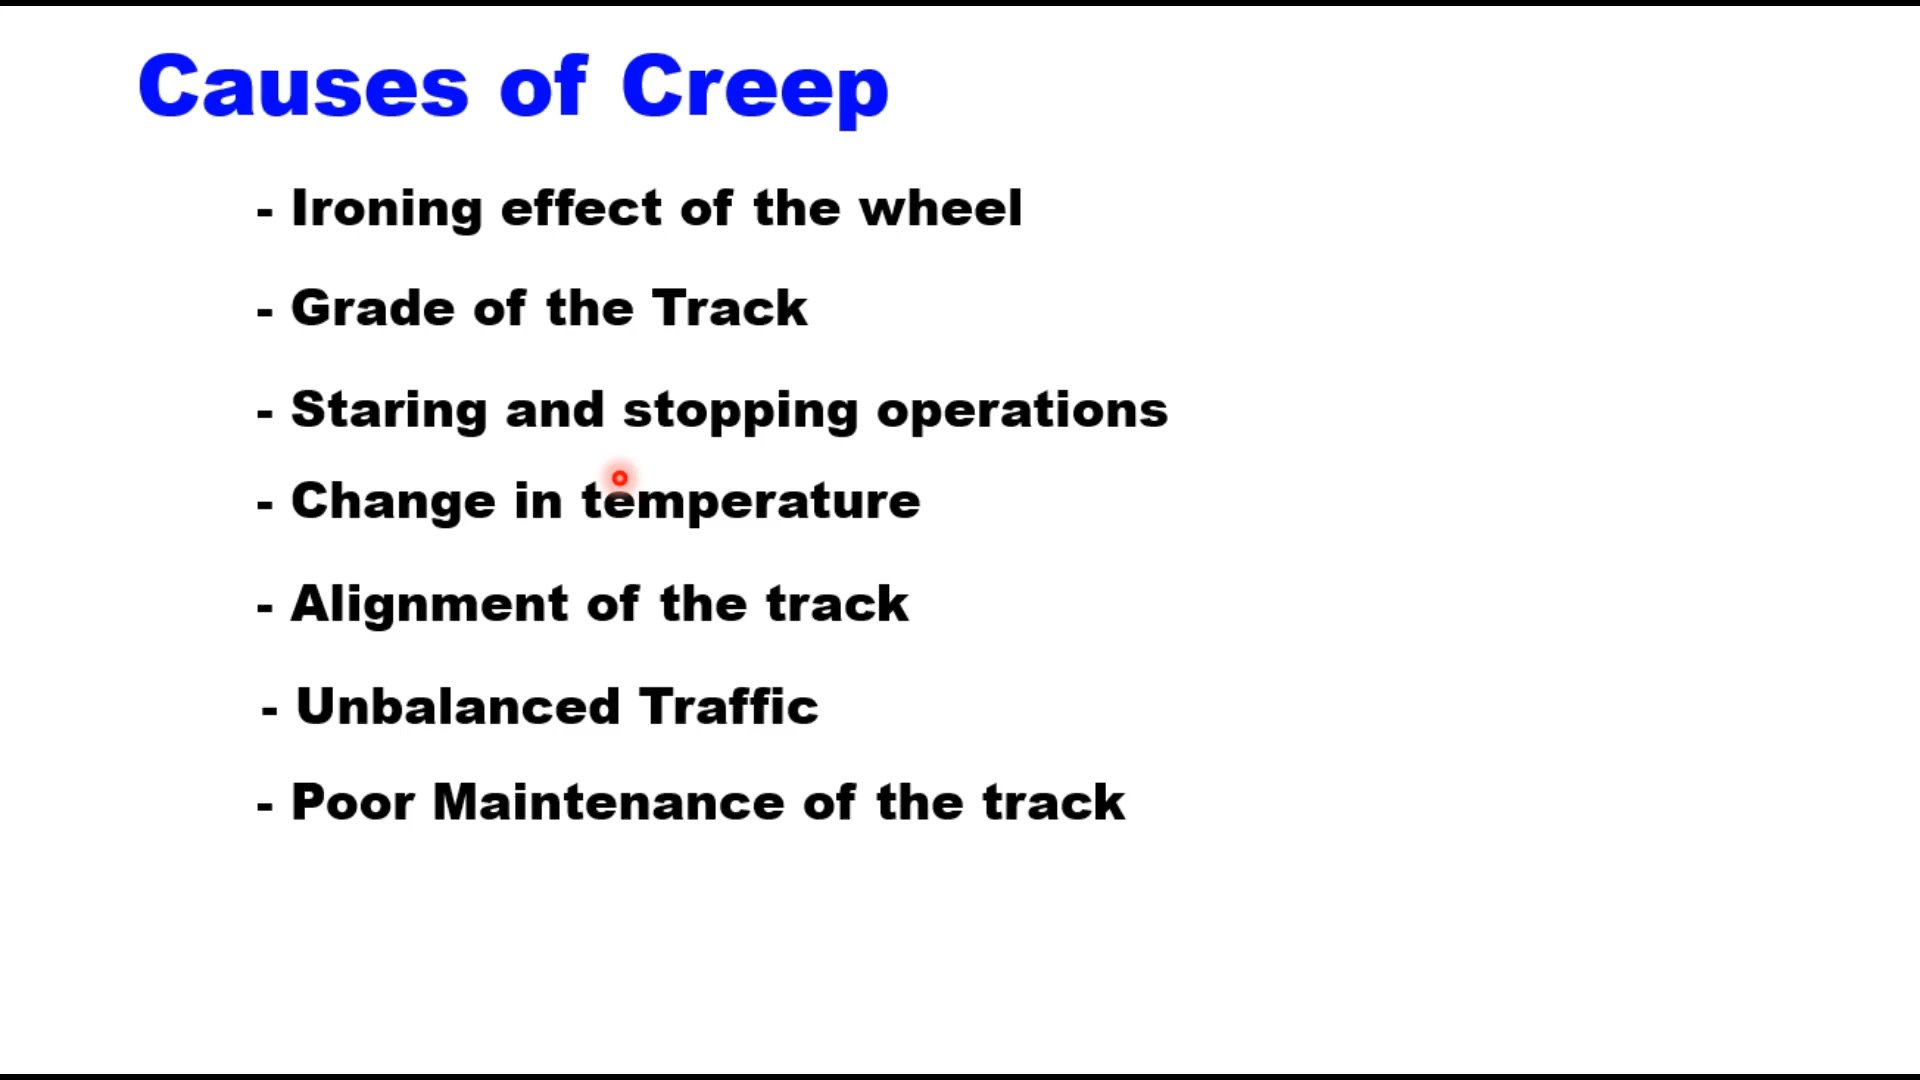 Causes of Creep
- Ironing effect of the wheel
- Grade of the Track
- Staring and stopping operations
- Change in temperature
- Alignment of the track
- Unbalanced Traffic
- Poor Maintenance of the track